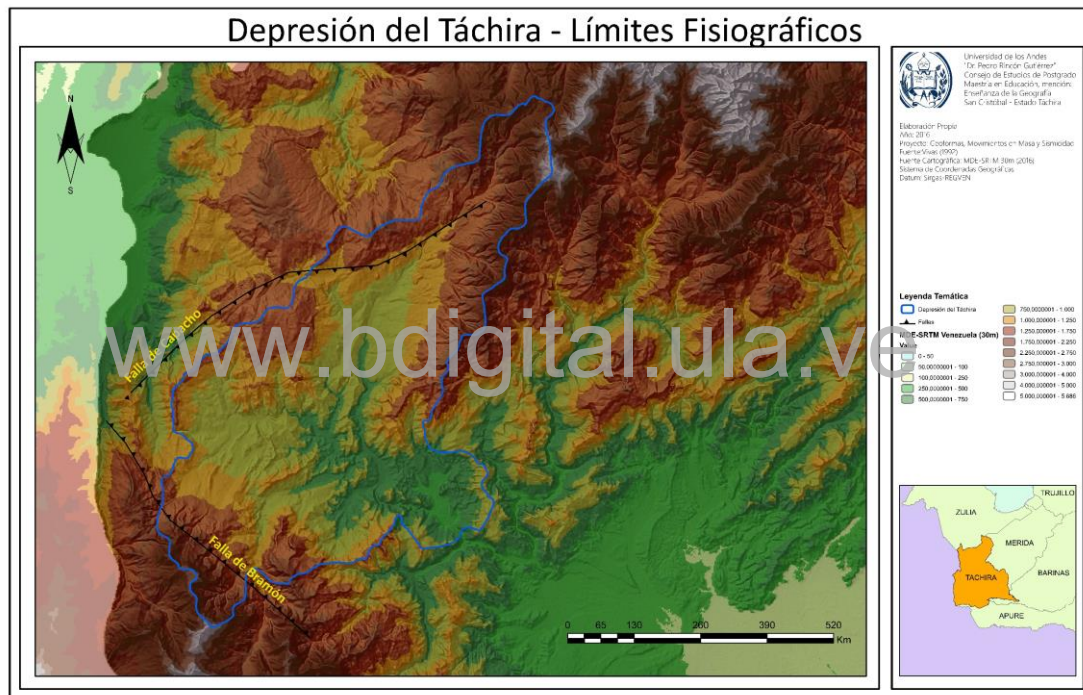 Depresión del Táchira - Límites Fisiográficos
N
S
Falla de Capacho
Falla de Bramón
www.bdigital.ula.ve
0 65 130 260 390 520
Km
Universidad de los Andes
"Dr. Pedro Rincón Gutiérrez"
Consejo de Estudios de Postgrado
Maestría en Educación, mención:
Enseñanza de la Geografía
San Cristóbal - Estado Táchira
Elaboración Propia
Año: 2016
Proyecto: Geoformas, Movimientos en Masa y Sismicidad
Fuente: Vivas (1992)
Fuente Cartográfica: MDE-SRTM 30m (2016)
Sistema de Coordenadas Geográficas
Datum: Sirgas-REGVEN
Leyenda Temática
Depresión del Táchira
Fallas
MDE-SRTM Venezuela (30m)
Value
0 - 50
50,00000001 - 100
100,0000001 - 250
250,0000001 - 500
500,0000001 - 750
750,0000001 - 1.000
1.000,000001 - 1.250
1.250,000001 - 1.750
1.750,000001 - 2.250
2.250,000001 - 2.750
2.750,000001 - 3.000
3.000,000001 - 4.000
4.000,000001 - 5.000
5.000,000001 - 5.680
TRUJILLO
ZULIA
MERIDA
BARINAS
TACHIRA
APURE